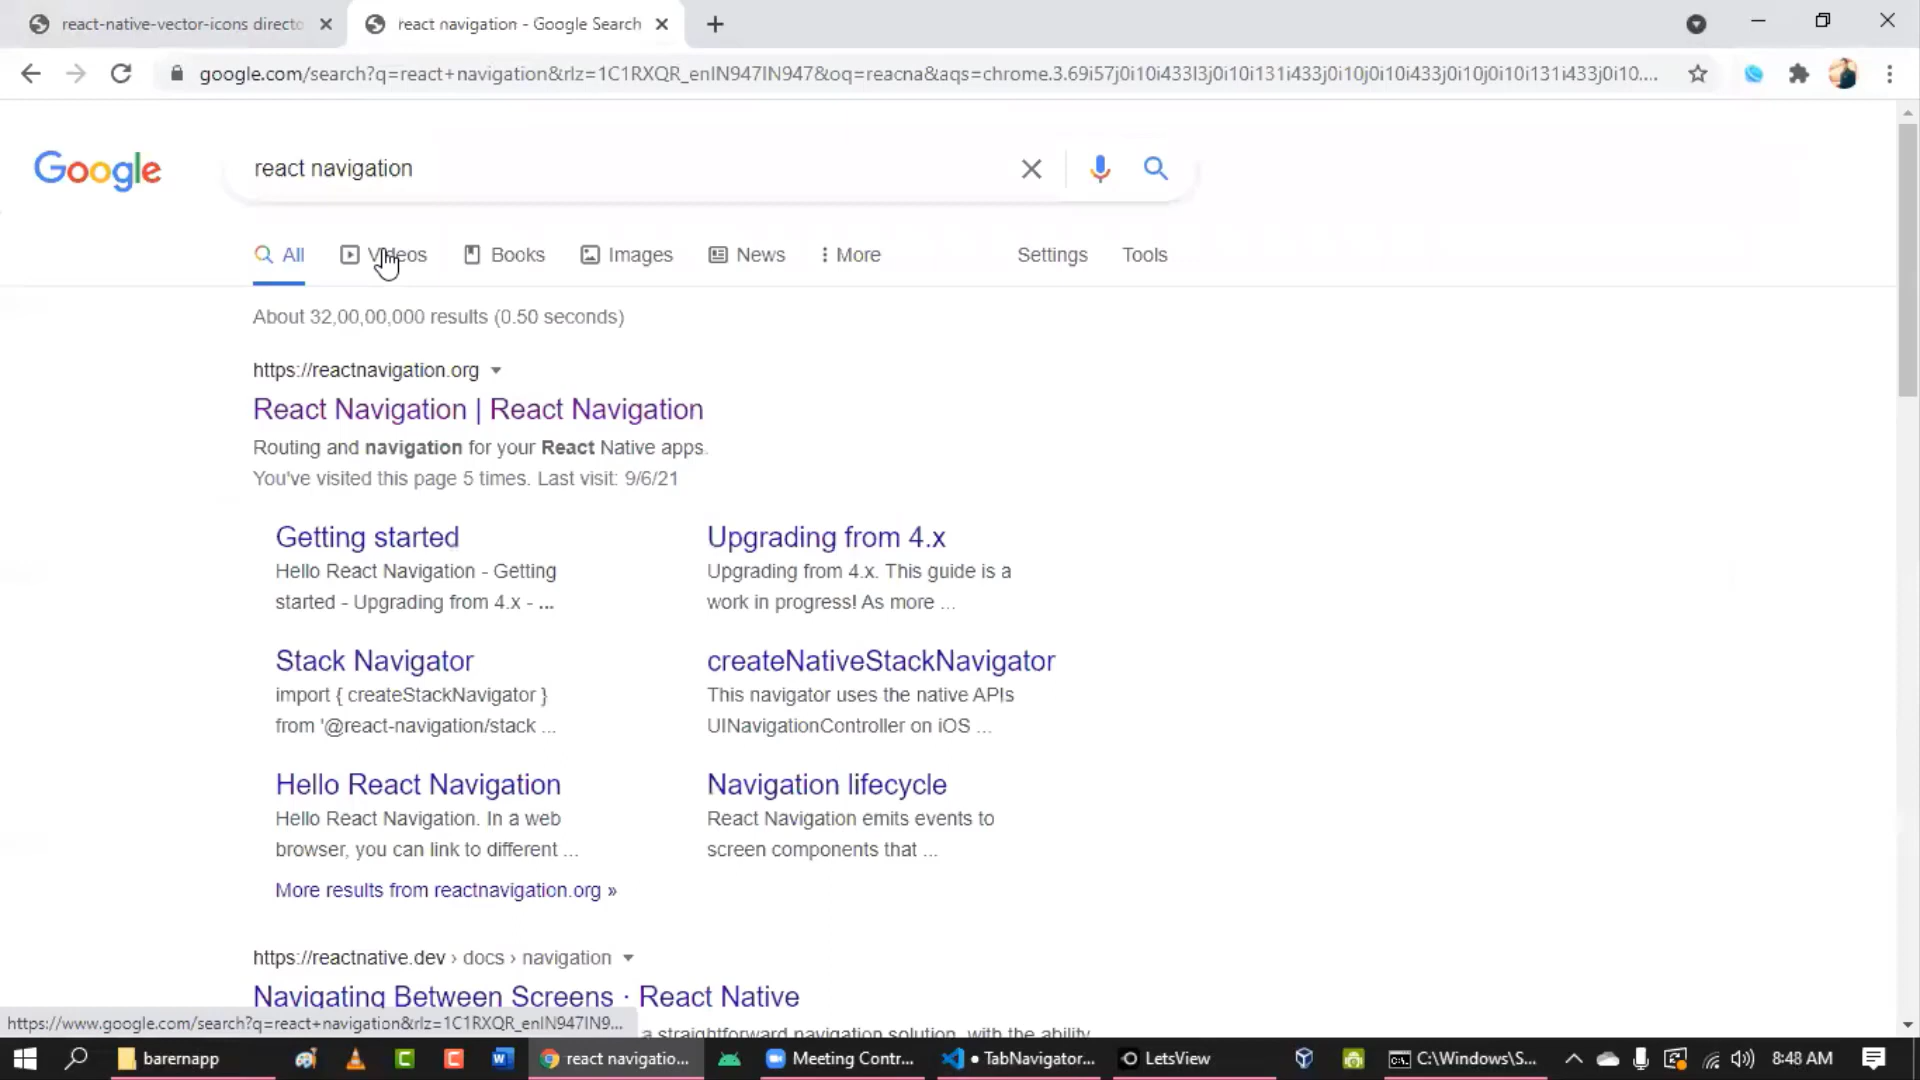 react-native-vector-icons directo
react navigation - Google Search
google.com/search?q=react+navigation&rlz=1C1RXQR_enIN947IN947&oq=reacna&aqs=chrome.3.69i57j0i10i433l3j0i10i131i433j0i10j0i10i433j0i10j0i10i131i433j0i10....
Google
react navigation
All
Videos
Books
Images
News
More
Settings
Tools
About 32,00,00,000 results (0.50 seconds)
https://reactnavigation.org
React Navigation | React Navigation
Routing and navigation for your React Native apps.
You've visited this page 5 times. Last visit: 9/6/21
Getting started
Hello React Navigation - Getting
started - Upgrading from 4.x - ...
Upgrading from 4.x
Upgrading from 4.x. This guide is a
work in progress! As more ...
Stack Navigator
import { createStackNavigator }
from '@react-navigation/stack ...
createNativeStackNavigator
This navigator uses the native APIs
UINavigationController on iOS ...
Hello React Navigation
Hello React Navigation. In a web
browser, you can link to different ...
Navigation lifecycle
React Navigation emits events to
screen components that ...
More results from reactnavigation.org »
https://reactnative.dev › docs › navigation
Navigating Between Screens · React Native
a straightforward navigation solution, with the ability
https://www.google.com/search?q=react+navigation&rlz=1C1RXQR_enIN947IN9...
barernapp
react navigatio...
Meeting Contr...
• TabNavigator...
LetsView
C:\Windows\S...
8:48 AM